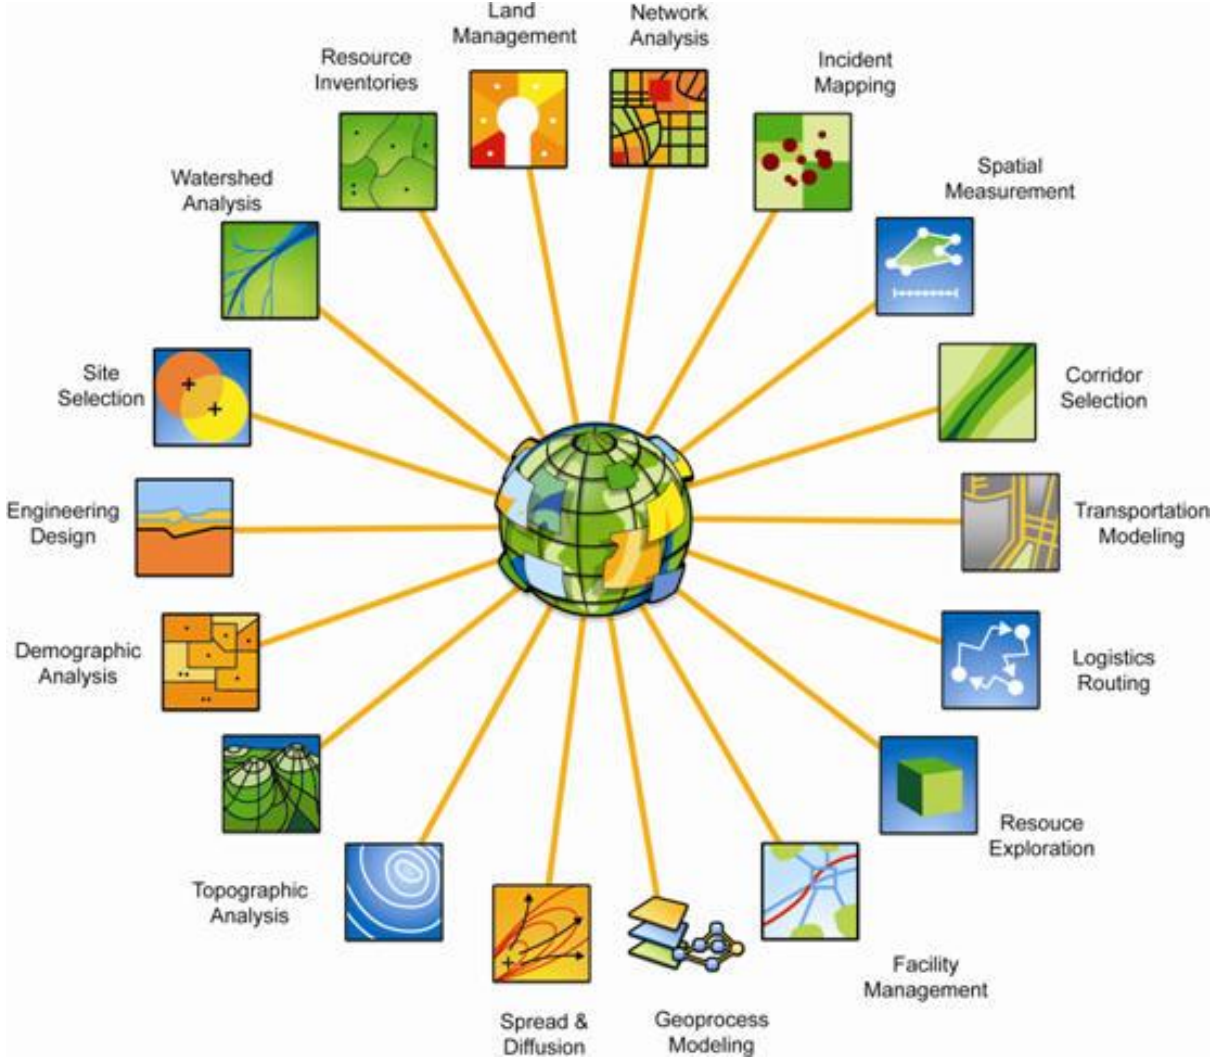 Land
Management
Network
Analysis
Incident
Mapping
Spatial
Measurement
Corridor
Selection
Transportation
Modeling
Logistics
Routing
Resouce
Exploration
Facility
Management
Geoprocess
Modeling
Spread &
Diffusion
Topographic
Analysis
Demographic
Analysis
Engineering
Design
Site
Selection
Watershed
Analysis
Resource
Inventories